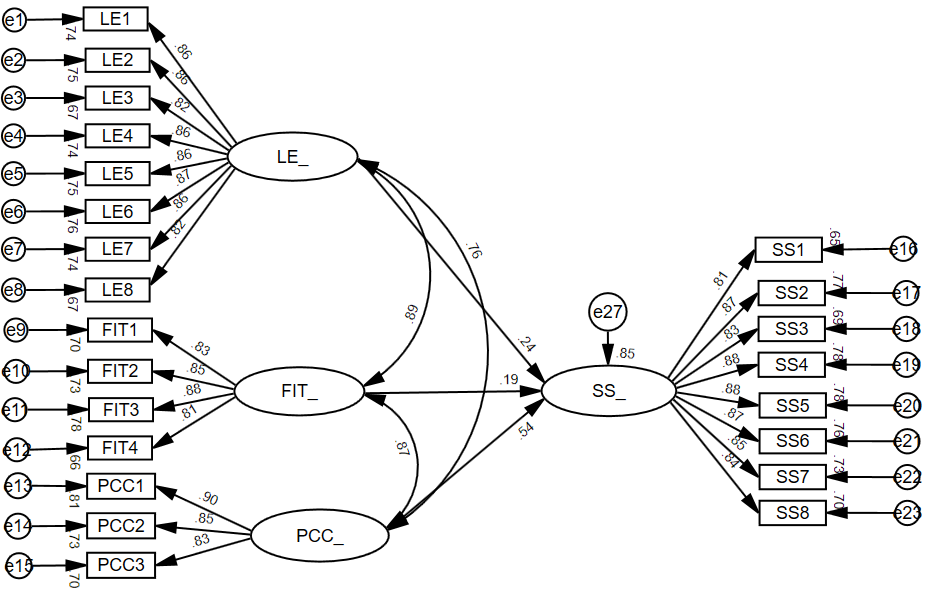 e1
LE1
.74
.86
e2
LE2
.75
.86
e3
LE3
.67
.82
e4
LE4
.74
.86
e5
LE5
.75
.86
e6
LE6
.76
.87
e7
LE7
.74
.86
e8
LE8
.67
.82
LE_
e9
FIT1
.70
.83
e10
FIT2
.73
.85
e11
FIT3
.78
.88
e12
FIT4
.66
.81
FIT_
e13
PCC1
.81
.90
e14
PCC2
.73
.85
e15
PCC3
.70
.83
PCC_
.76
.89
.87
.24
.19
.54
e27
.85
SS_
.81
SS1
.65
e16
.87
SS2
.77
e17
.83
SS3
.69
e18
.88
SS4
.78
e19
.88
SS5
.78
e20
.87
SS6
.76
e21
.85
SS7
.73
e22
.84
SS8
.70
e23